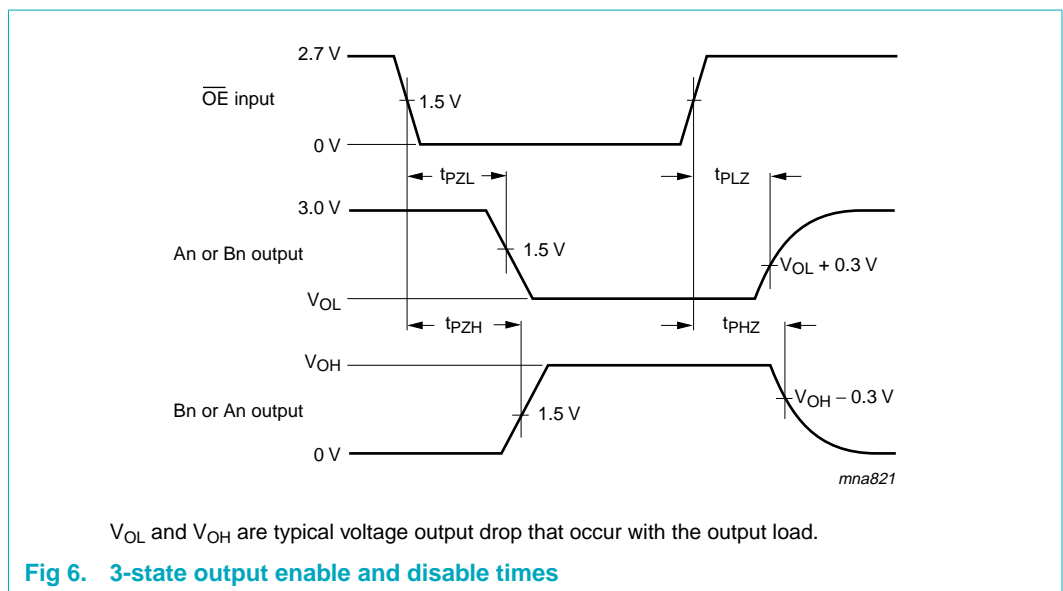 2.7 V
OE input
1.5 V
0 V
tPZL
tPLZ
3.0 V
An or Bn output
1.5 V
VOL + 0.3 V
VOL
tPZH
tPHZ
VOH
Bn or An output
1.5 V
VOH − 0.3 V
0 V
mna821
VOL and VOH are typical voltage output drop that occur with the output load.
Fig 6. 3-state output enable and disable times